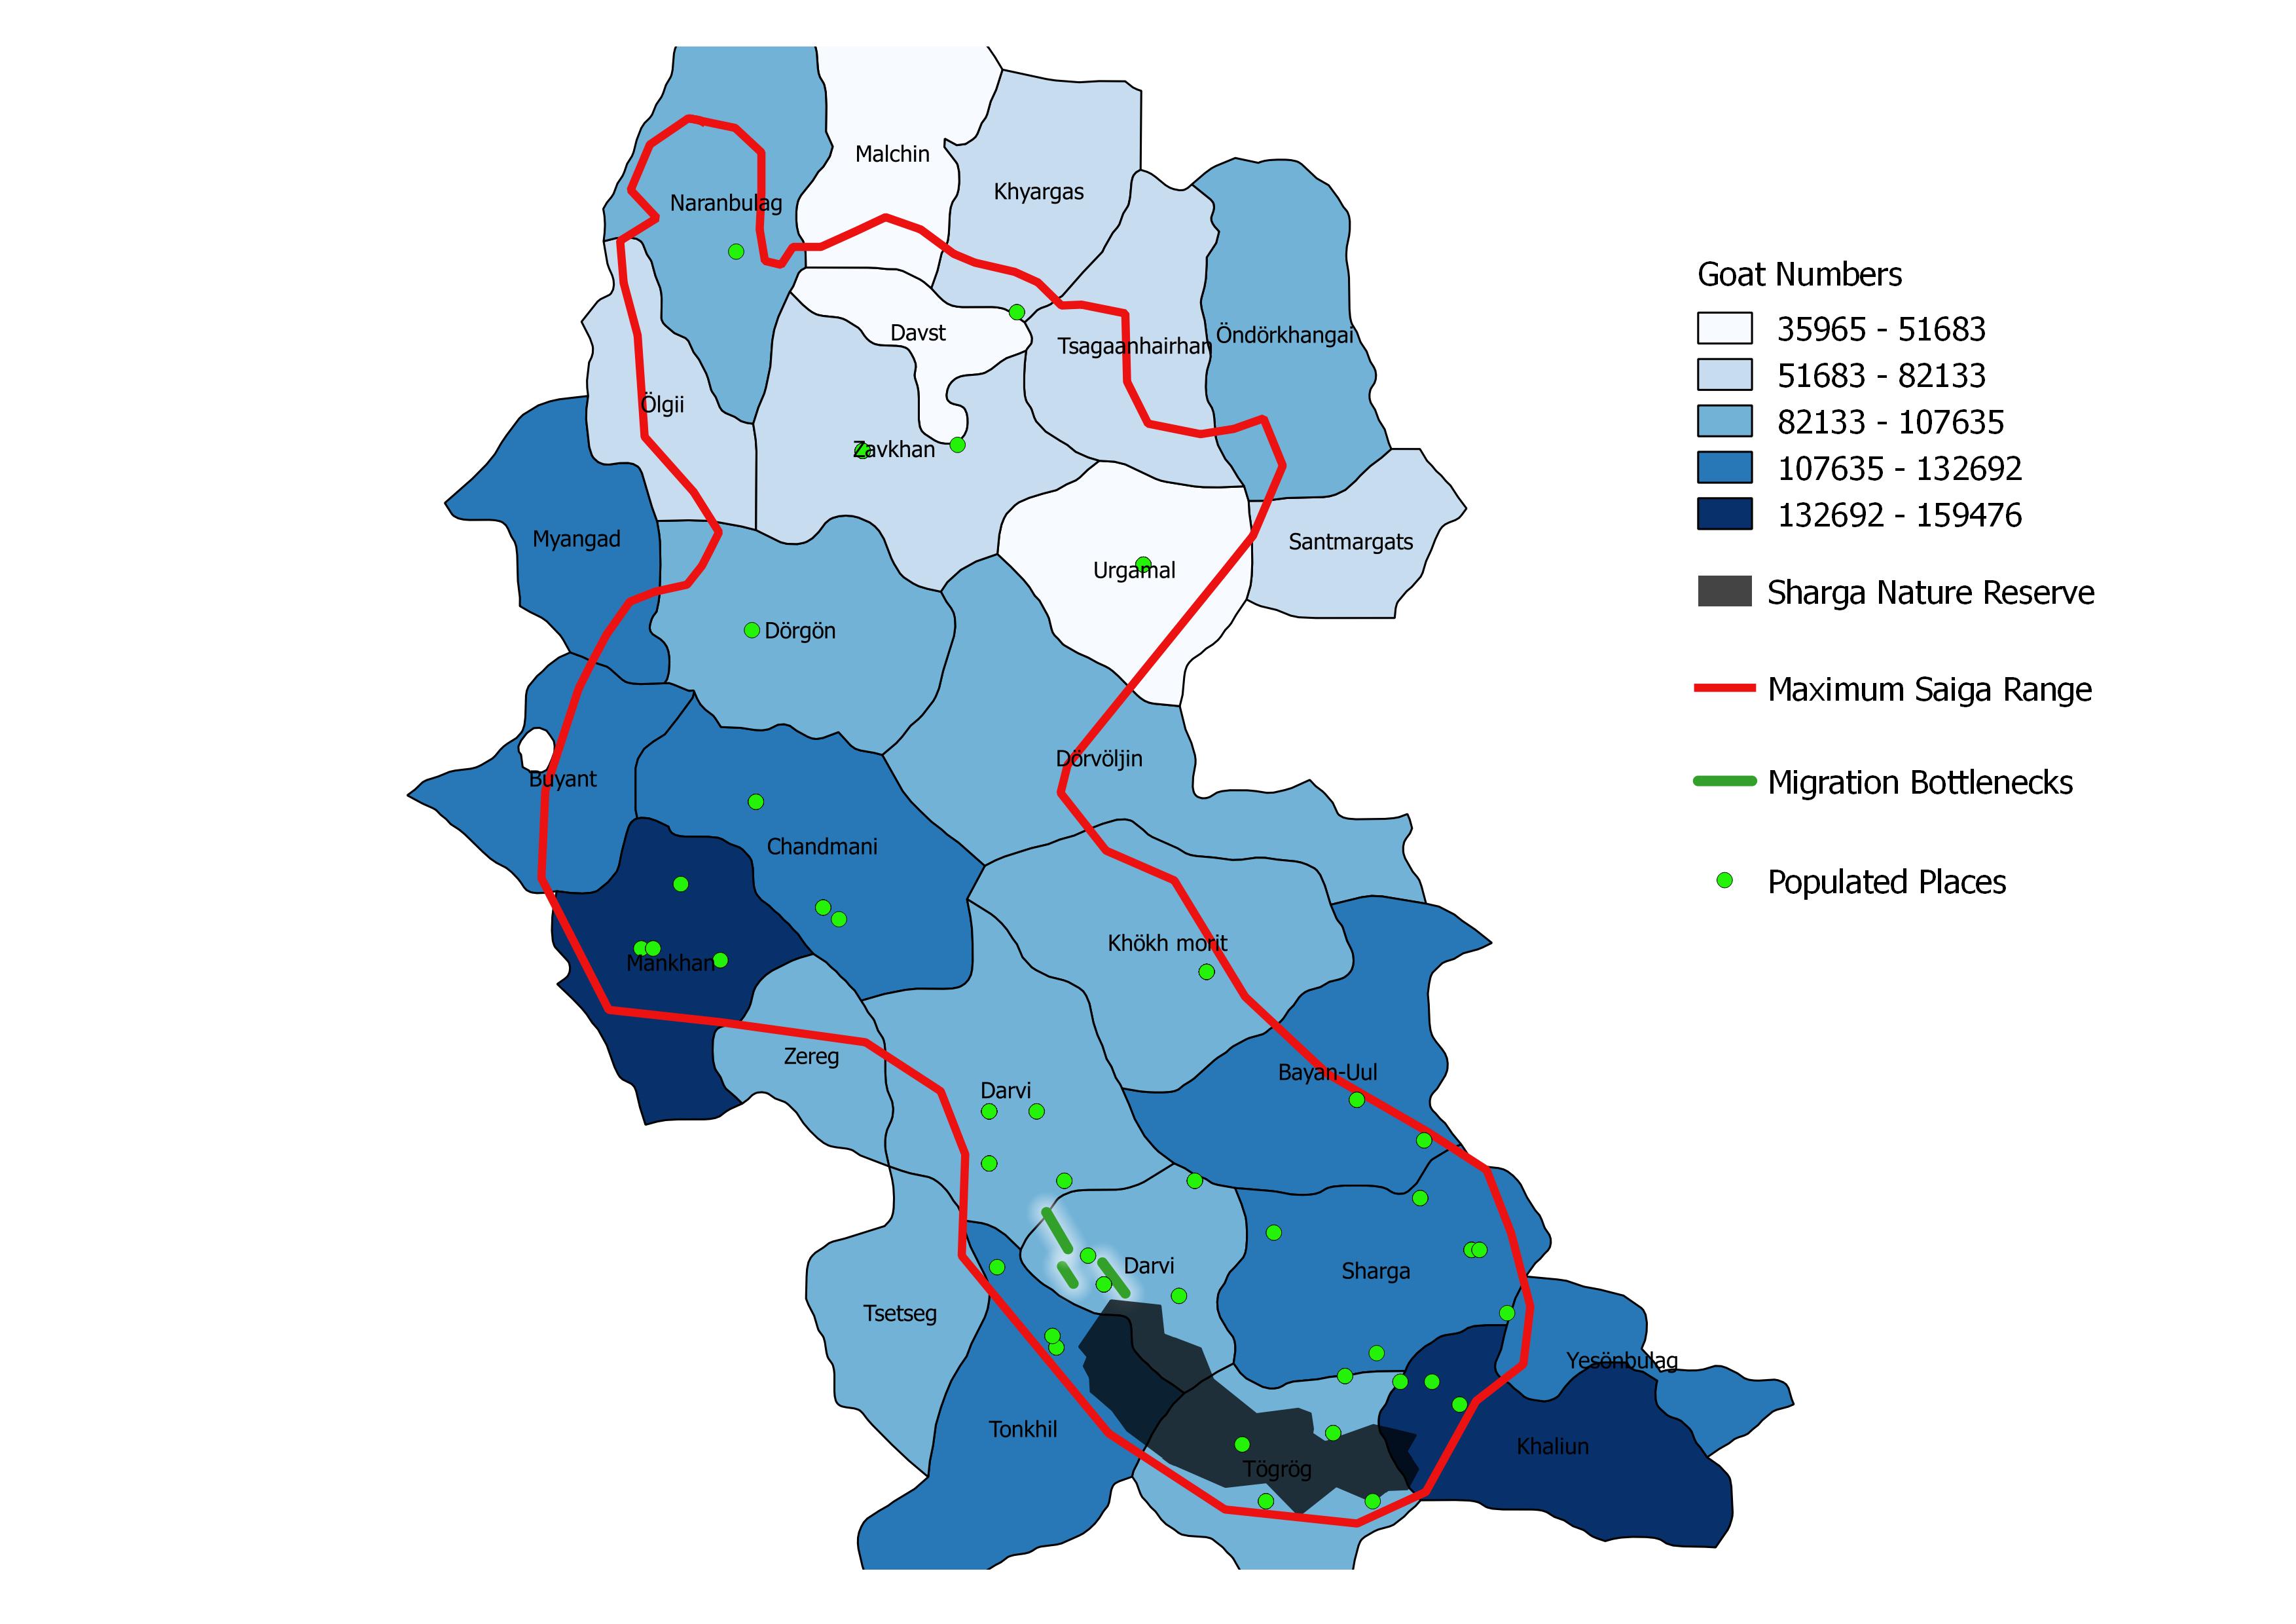 Malchin
Khyargas
Naranbulag
Davst
Tsagaanhairhan
Öndörkhangai
Ölgii
Zavkhan
Myangad
Santmargats
Urgamal
Dörgön
Dörvöljin
Buyant
Chandmani
Khökh morit
Mankhan
Zereg
Bayan-Uul
Darvi
Darvi
Sharga
Tsetseg
Yesönbulag
Tonkhil
Khaliun
Tögrög
Goat Numbers
35965 - 51683
51683 - 82133
82133 - 107635
107635 - 132692
132692 - 159476
Sharga Nature Reserve
Maximum Saiga Range
Migration Bottlenecks
Populated Places